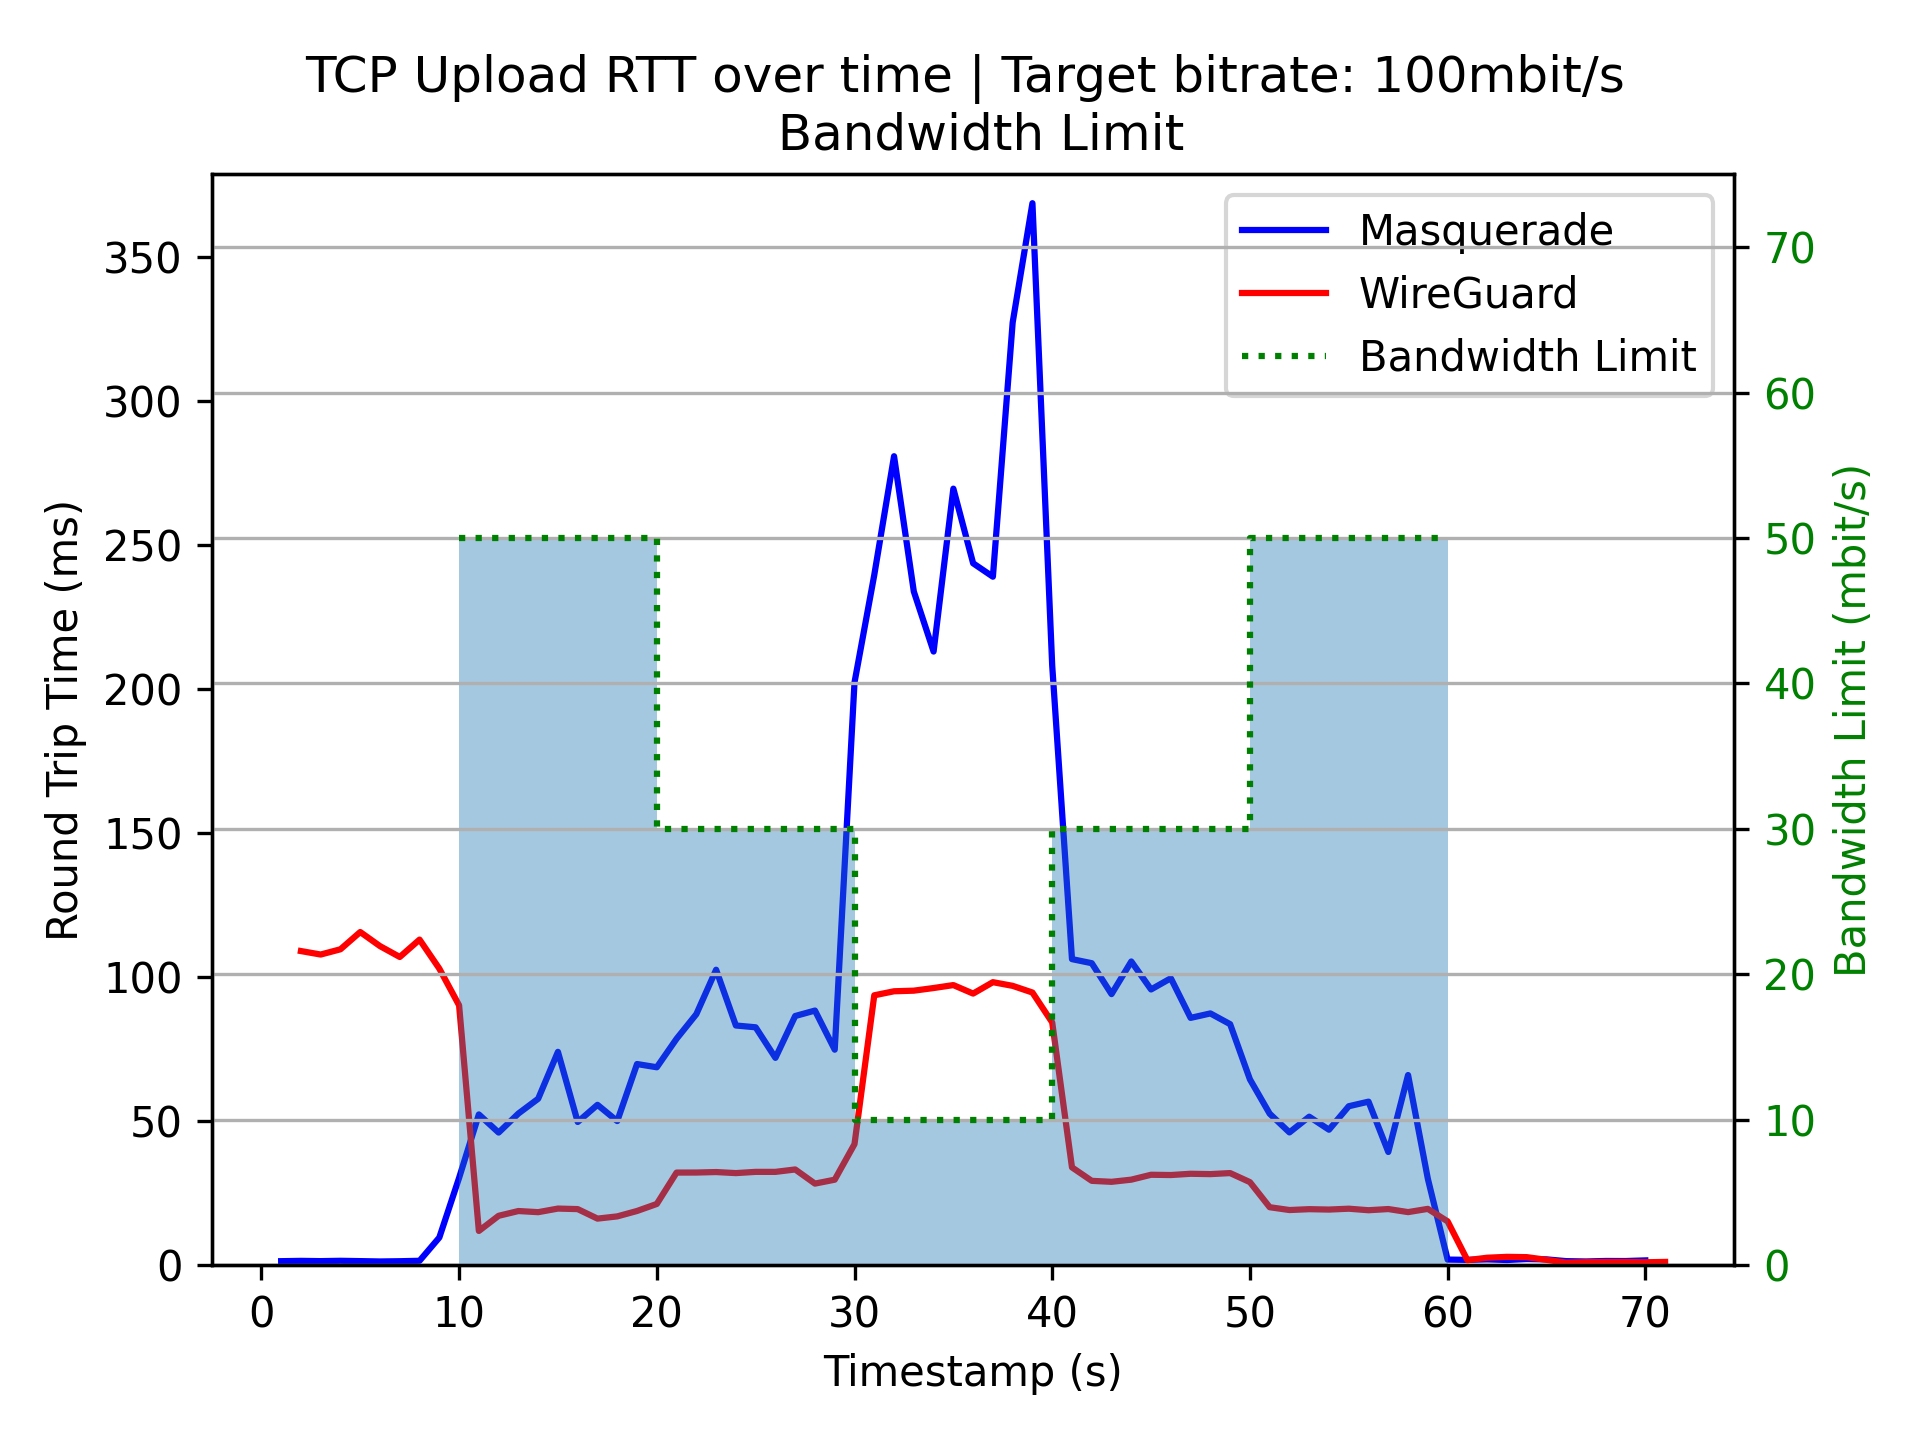 TCP Upload RTT over time | Target bitrate: 100mbit/s
Bandwidth Limit
Masquerade
WireGuard
Bandwidth Limit
Round Trip Time (ms)
350
300
250
200
150
100
50
0
70
60
50
40
30
20
10
0
Bandwidth Limit (mbit/s)
0 10 20 30 40 50 60 70
Timestamp (s)